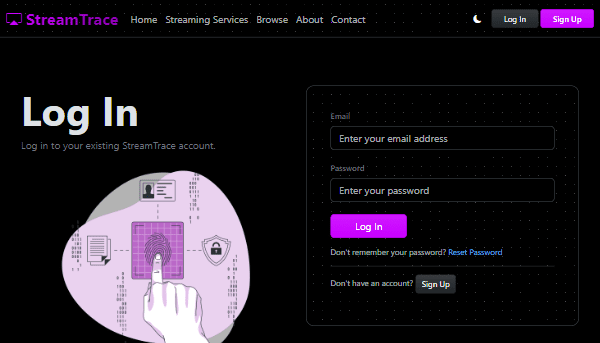 StreamTrace Home Streaming Services Browse About Contact Log In Sign Up
Log In
Log in to your existing StreamTrace account.
Email
Enter your email address
Password
Enter your password
Log In
Don't remember your password? Reset Password
Don't have an account? Sign Up